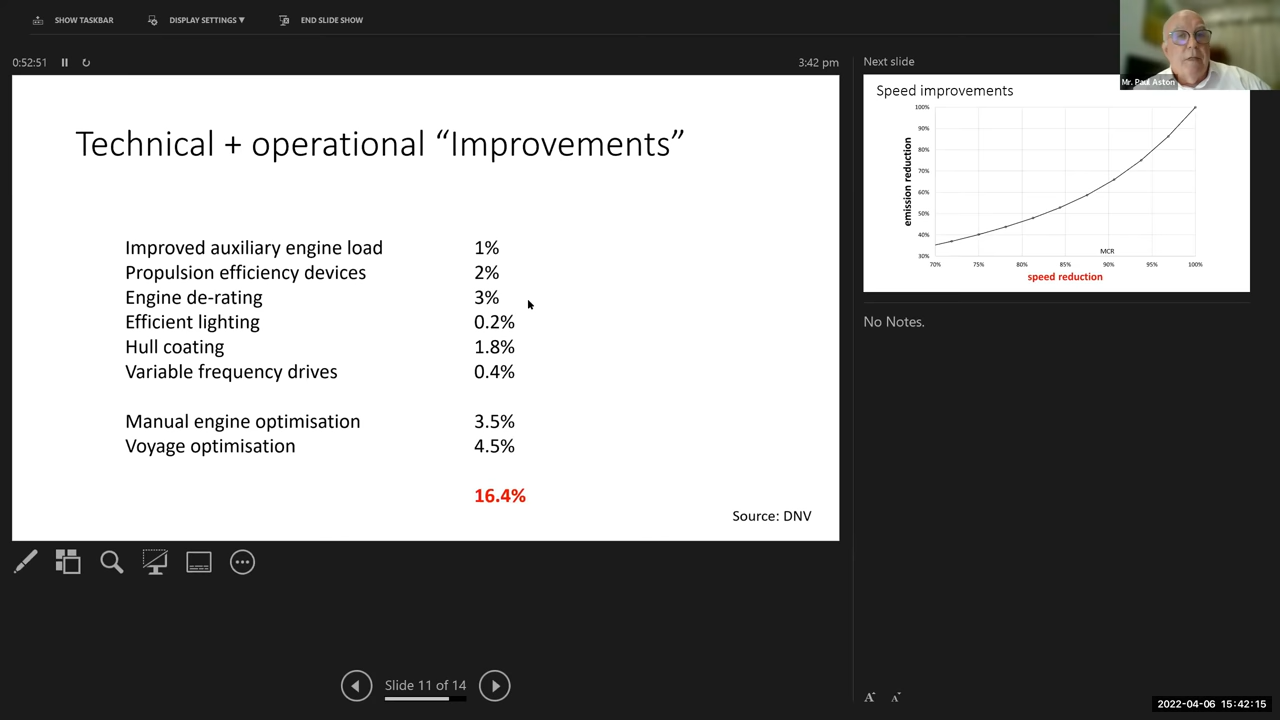 SHOW TASKBAR
DISPLAY SETTINGS ▼
END SLIDE SHOW
0:52:51
3:42 pm
Technical + operational “Improvements”
Improved auxiliary engine load 1%
Propulsion efficiency devices 2%
Engine de-rating 3%
Efficient lighting 0.2%
Hull coating 1.8%
Variable frequency drives 0.4%
Manual engine optimisation 3.5%
Voyage optimisation 4.5%
16.4%
Source: DNV
Slide 11 of 14
Next slide
Speed improvements
emission reduction
100%
90%
80%
70%
60%
50%
40%
30%
MCR
70% 75% 80% 85% 90% 95% 100%
speed reduction
No Notes.
A A
Mr. Paul Aston
2022-04-06 15:42:15